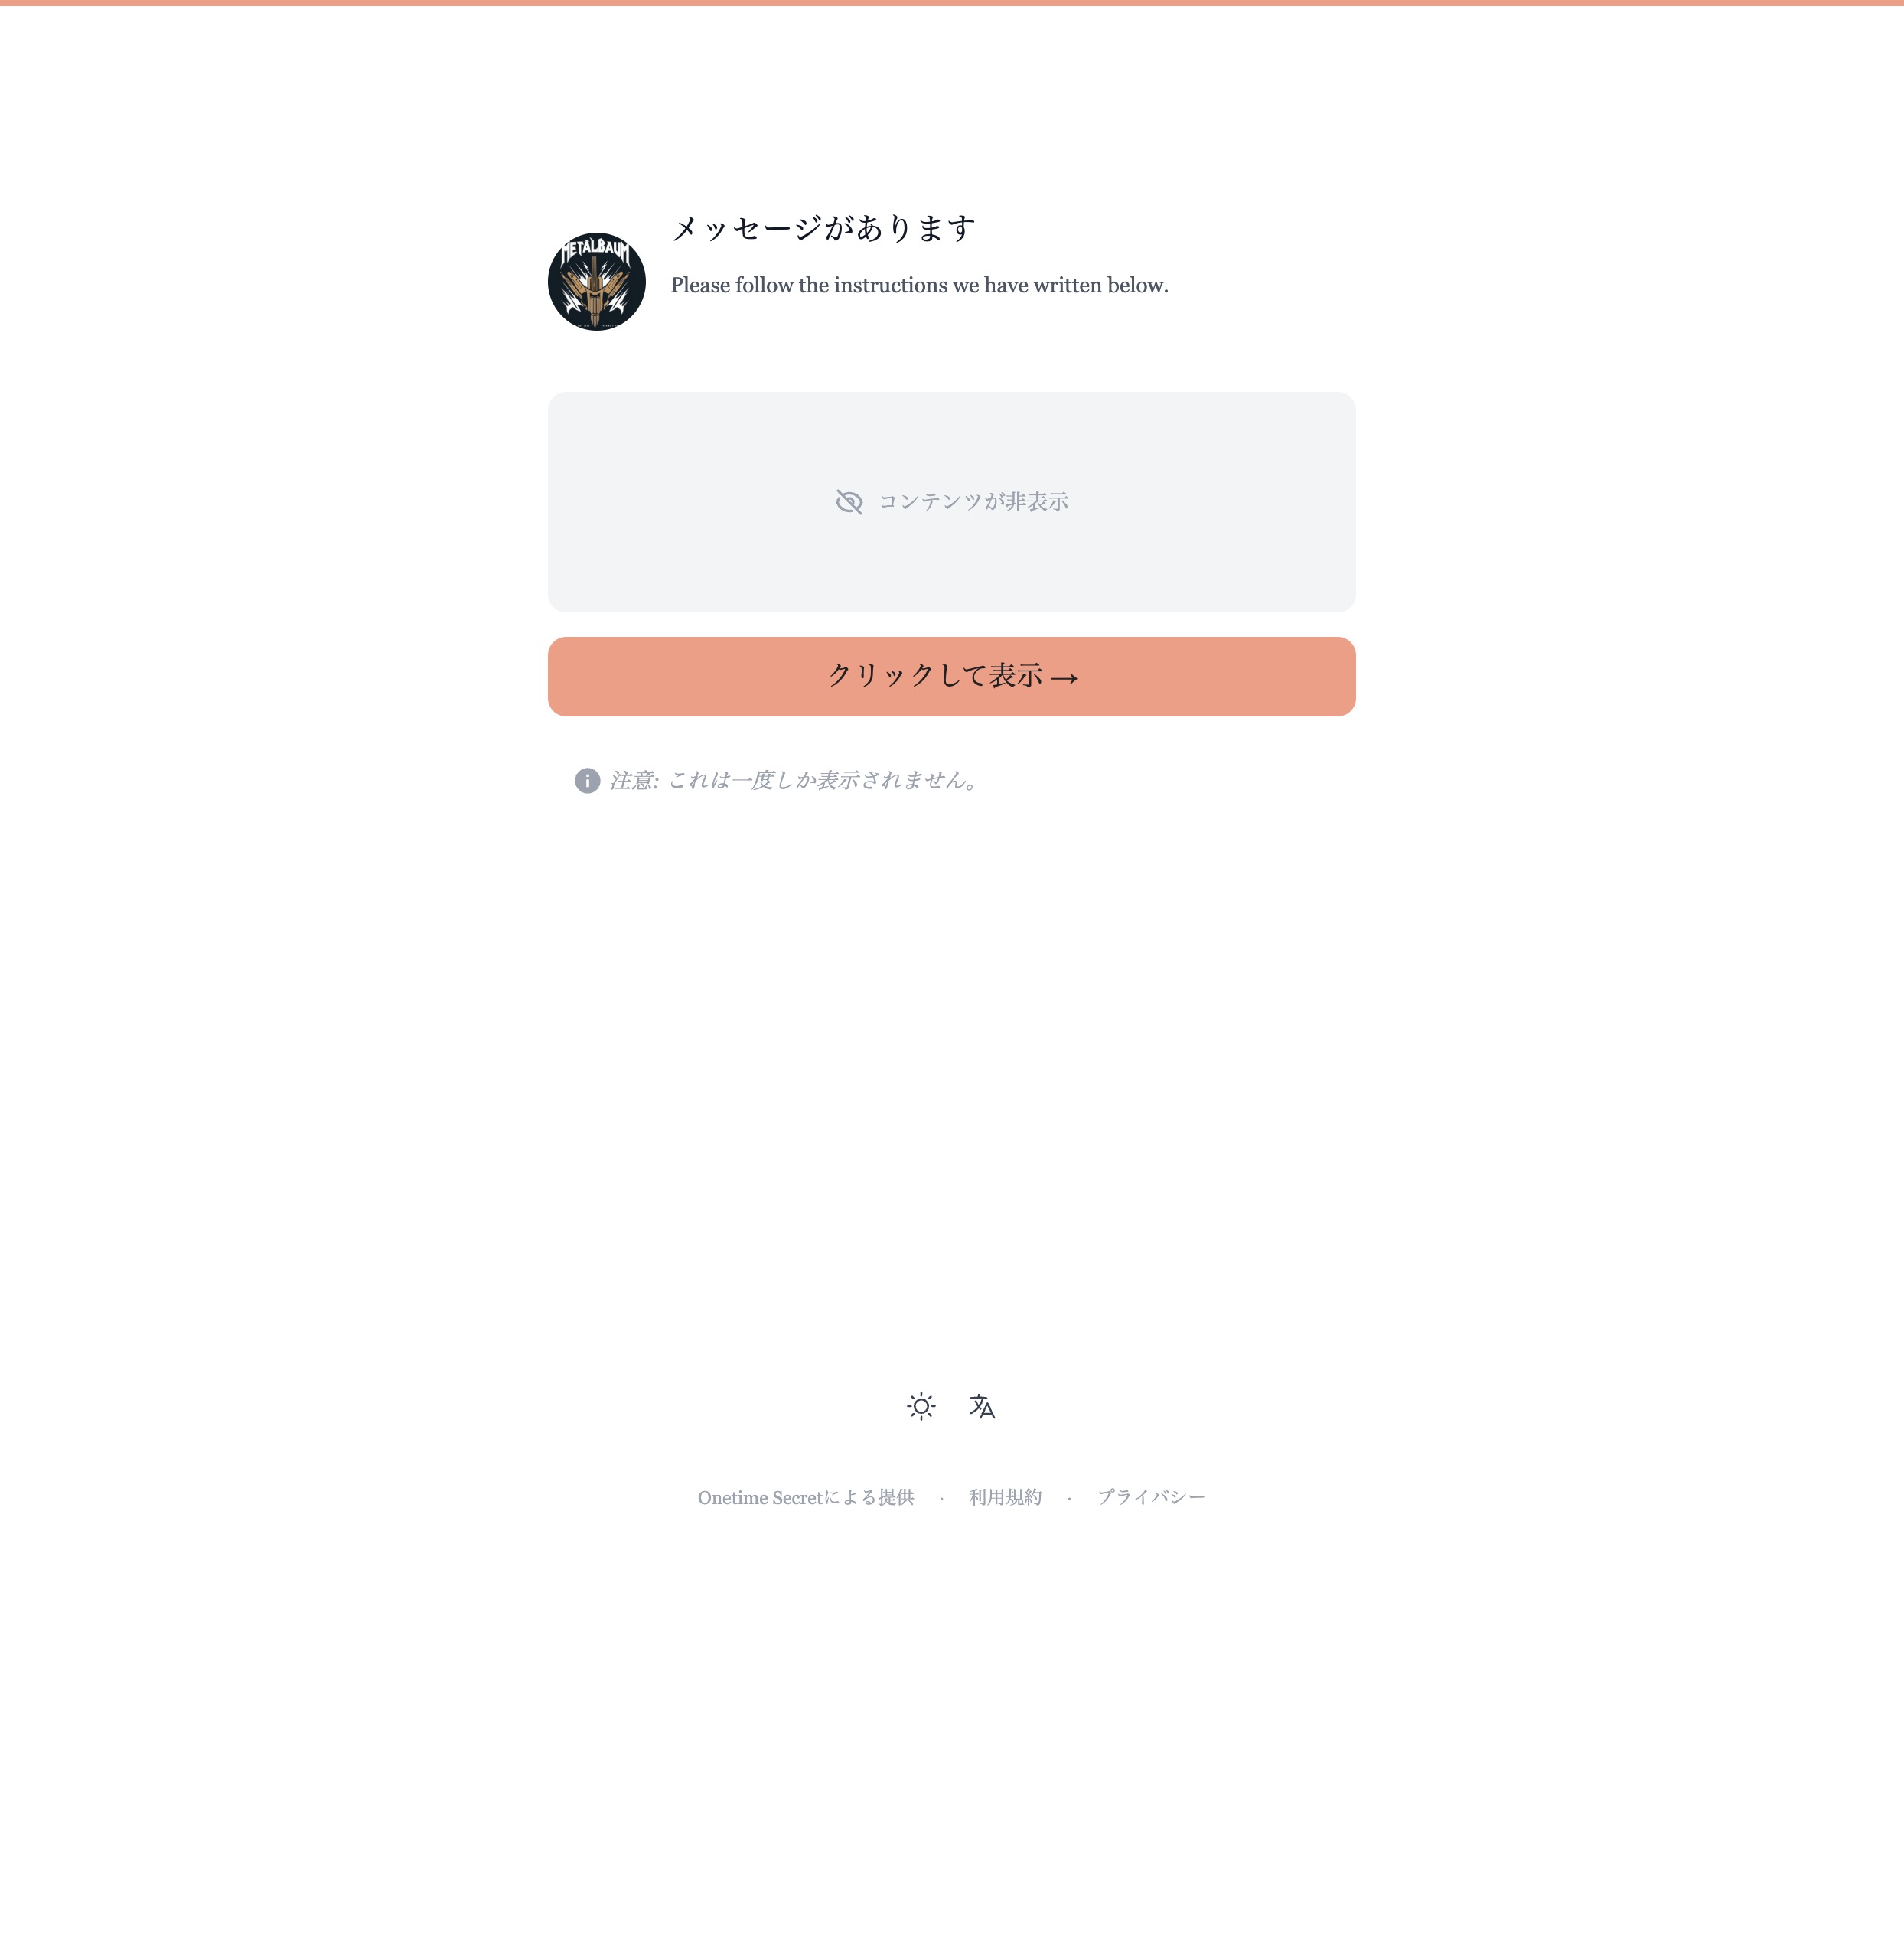 METALBAUM
メッセージがあります
Please follow the instructions we have written below.
コンテンツが非表示
クリックして表示 →
注意: これは一度しか表示されません。
Onetime Secretによる提供 · 利用規約 · プライバシー